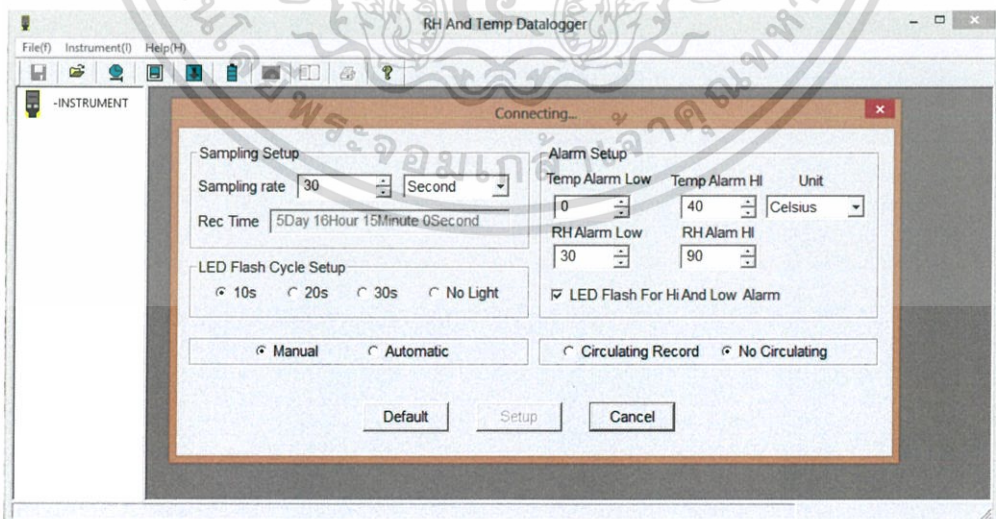 RH And Temp Datalogger
File(f) Instrument(I) Help(H)
-INSTRUMENT
Connecting...
Sampling Setup
Sampling rate 30 Second
Rec Time 5Day 16Hour 15Minute 0Second
LED Flash Cycle Setup
10s 20s 30s No Light
Manual Automatic
Alarm Setup
Temp Alarm Low Temp Alarm HI Unit
0 40 Celsius
RH Alarm Low RH Alam HI
30 90
LED Flash For Hi And Low Alarm
Circulating Record No Circulating
Default Setup Cancel